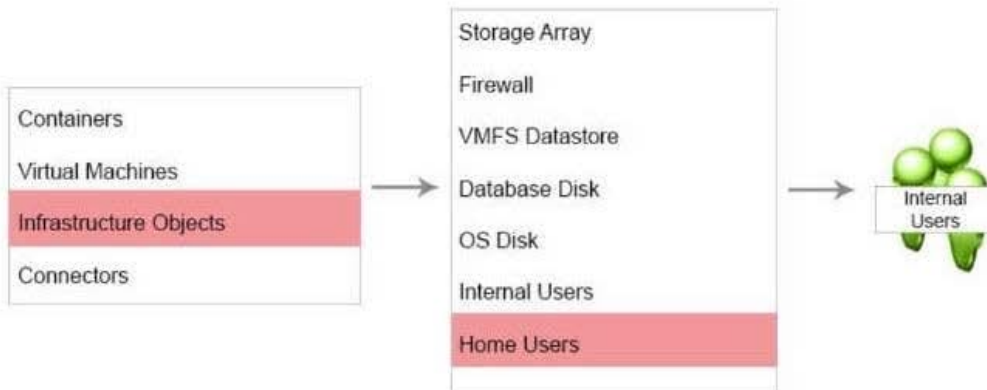 Containers
Virtual Machines
Infrastructure Objects
Connectors
Storage Array
Firewall
VMFS Datastore
Database Disk
OS Disk
Internal Users
Home Users
Internal
Users